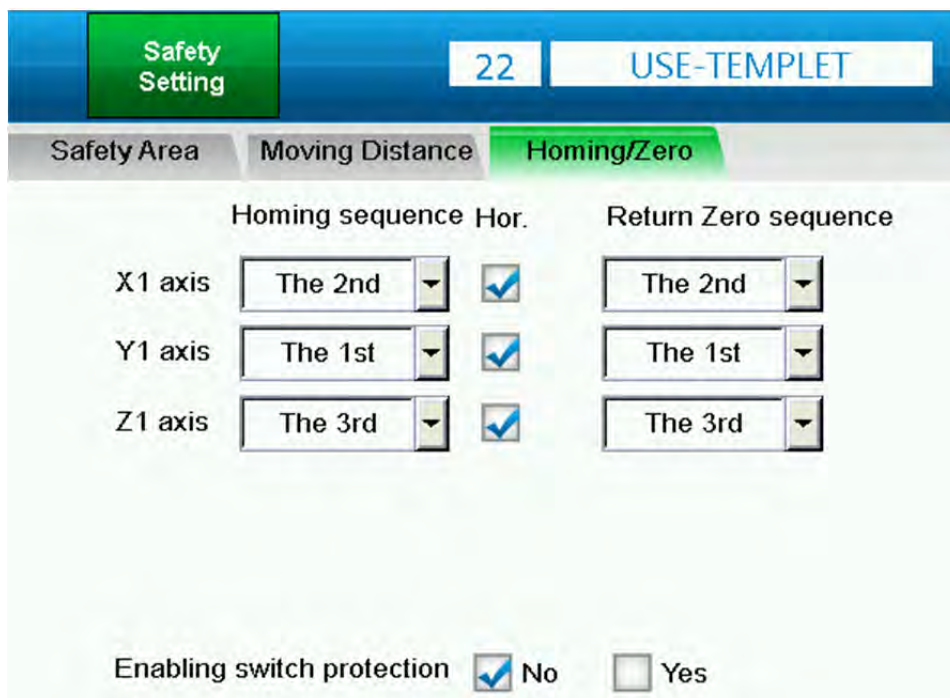 Safety
Setting
22 USE-TEMPLET
Safety Area Moving Distance Homing/Zero
Homing sequence Hor. Return Zero sequence
X1 axis The 2nd The 2nd
Y1 axis The 1st The 1st
Z1 axis The 3rd The 3rd
Enabling switch protection No Yes